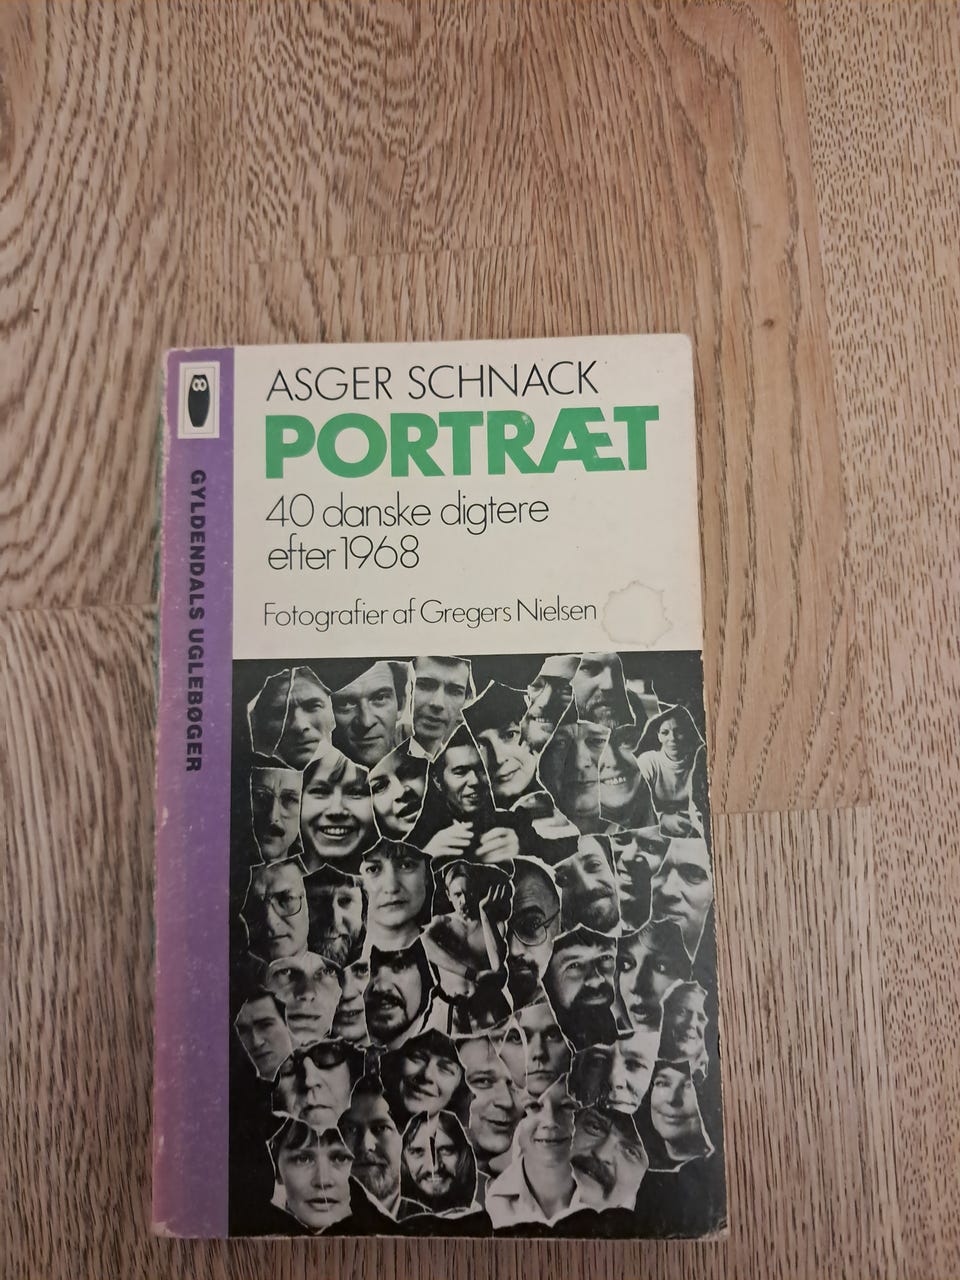 ASGER SCHNACK
PORTRÆT
40 danske digtere
efter 1968
Fotografier af Gregers Nielsen
GYLDENDALS UGLEBØGER